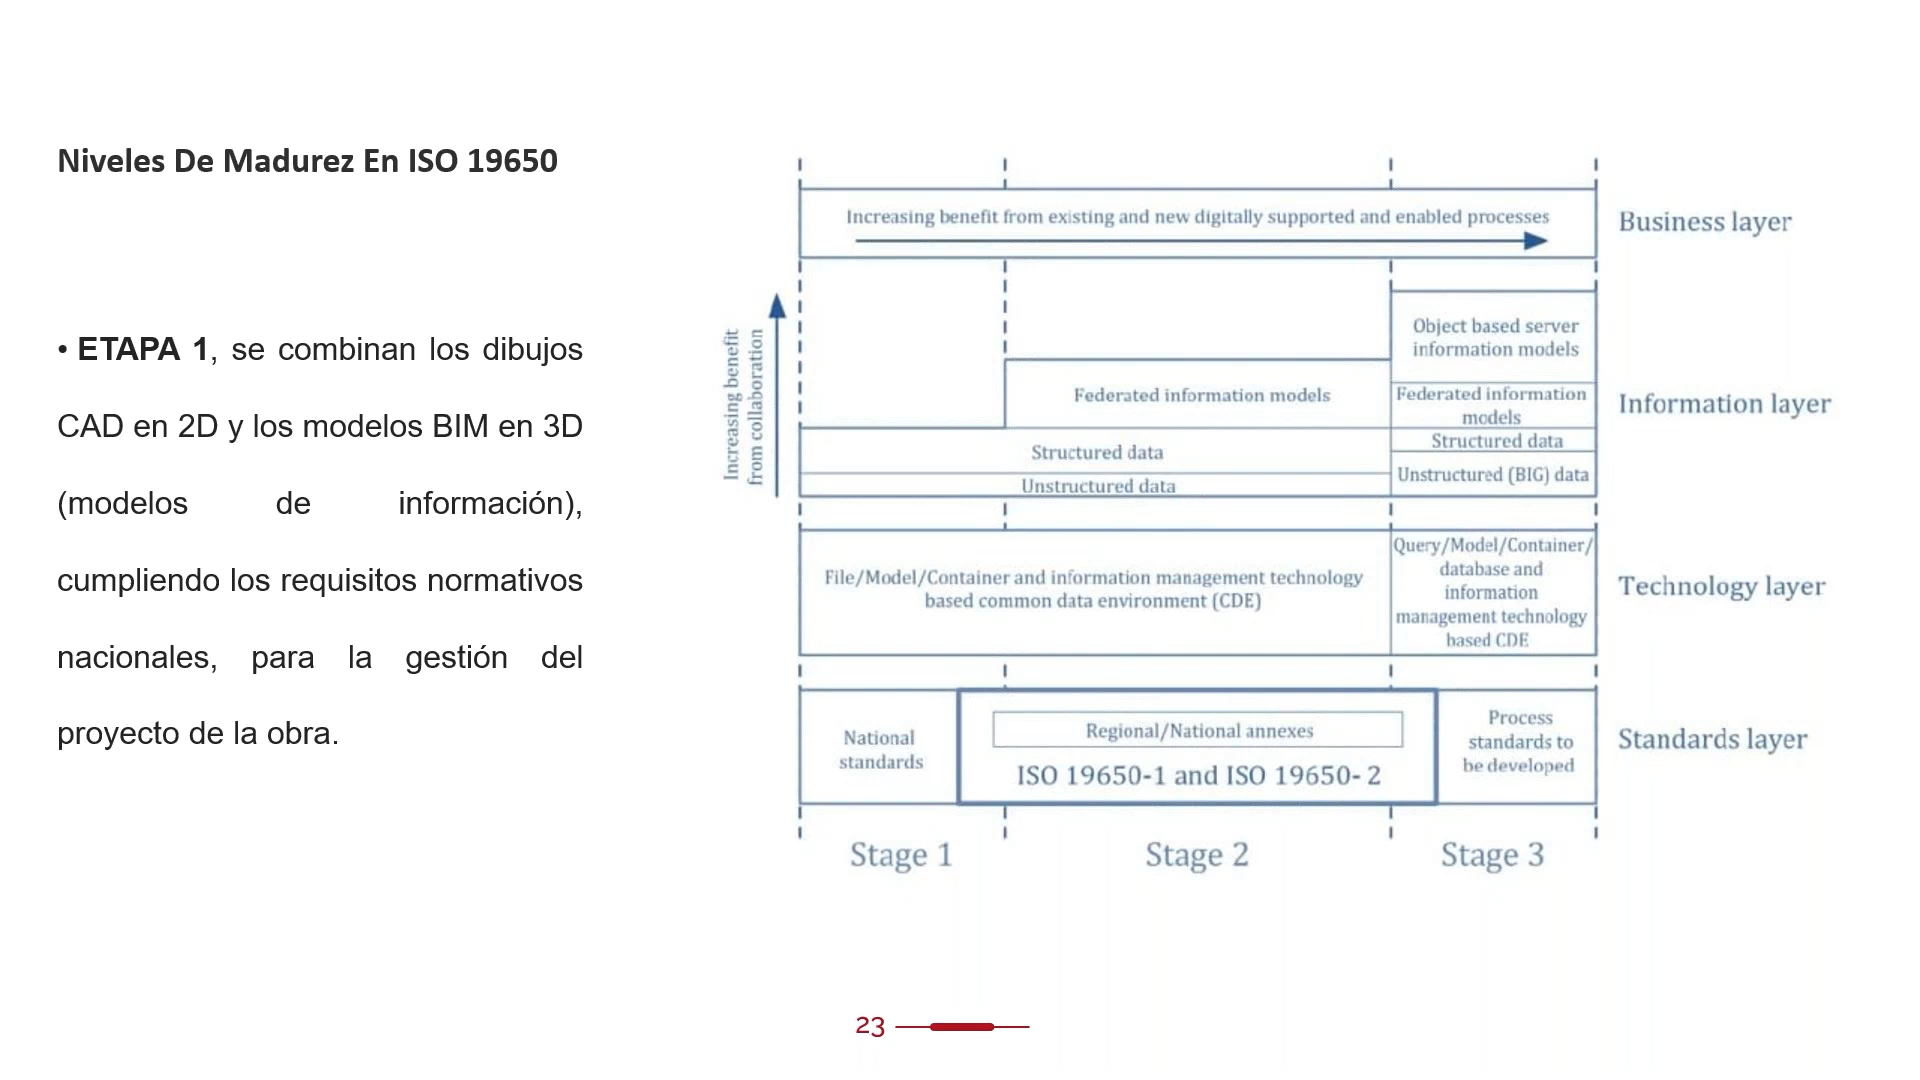 Niveles De Madurez En ISO 19650
• ETAPA 1, se combinan los dibujos
CAD en 2D y los modelos BIM en 3D
(modelos de información),
cumpliendo los requisitos normativos
nacionales, para la gestión del
proyecto de la obra.
Increasing benefit from existing and new digitally supported and enabled processes
Business layer
Increasing benefit
from collaboration
Object based server
information models
Federated information models
Federated information
models
Structured data
Structured data
Unstructured data
Unstructured (BIG) data
Information layer
File/Model/Container and information management technology
based common data environment (CDE)
Query/Model/Container/
database and
information
management technology
based CDE
Technology layer
National
standards
Regional/National annexes
ISO 19650-1 and ISO 19650- 2
Process
standards to
be developed
Standards layer
Stage 1
Stage 2
Stage 3
23